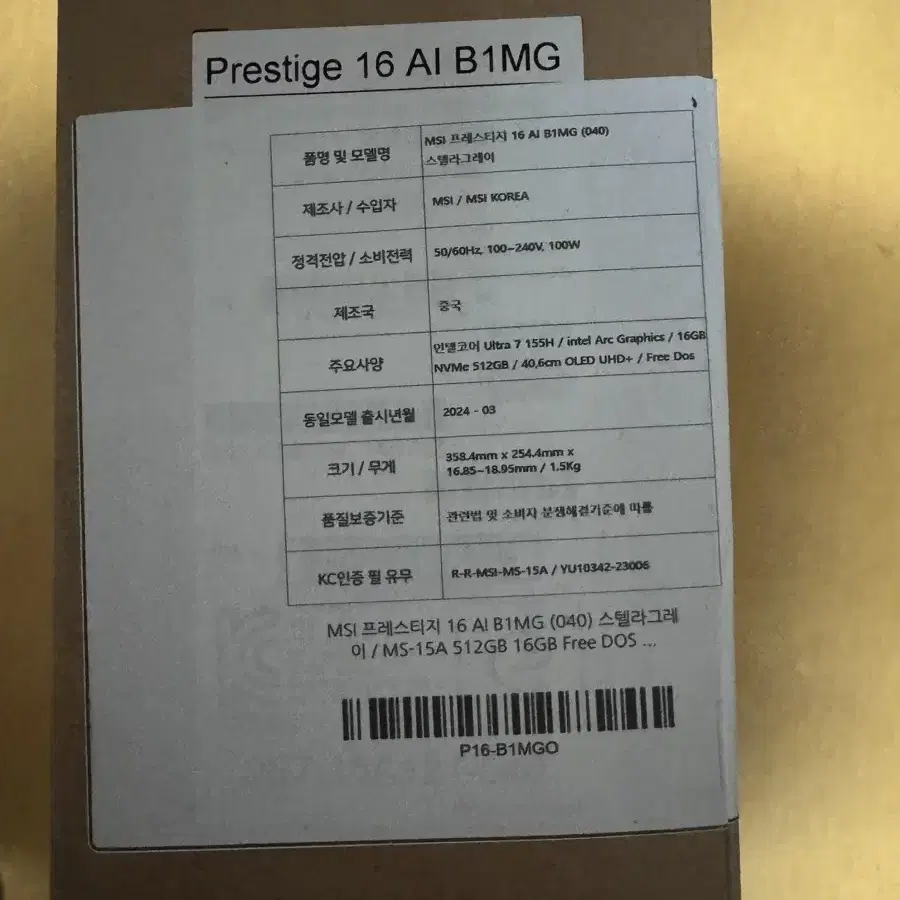 Prestige 16 AI B1MG
품명 및 모델명
MSI 프레스티지 16 AI B1MG (040)
스텔라그레이
제조사 / 수입자
MSI / MSI KOREA
정격전압 / 소비전력
50/60Hz, 100~240V, 100W
제조국
중국
주요사양
인텔코어 Ultra 7 155H / intel Arc Graphics / 16GB
NVMe 512GB / 40,6cm OLED UHD+ / Free Dos
동일모델 출시년월
2024 - 03
크기 / 무게
358.4mm x 254.4mm x
16.85~18.95mm / 1.5Kg
품질보증기준
관련법 및 소비자 분쟁해결기준에 따름
KC인증 필 유무
R-R-MSI-MS-15A / YU10342-23006
MSI 프레스티지 16 AI B1MG (040) 스텔라그레
이 / MS-15A 512GB 16GB Free DOS ...
P16-B1MGO